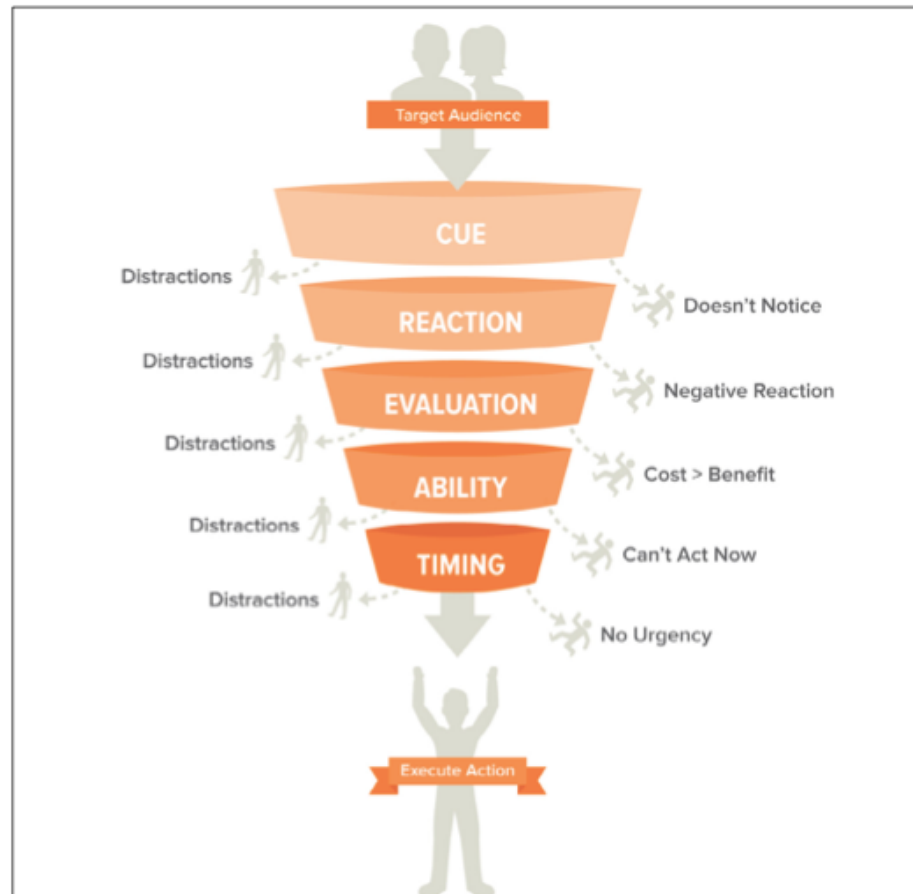 Target Audience
CUE
Distractions
Doesn't Notice
REACTION
Distractions
Negative Reaction
EVALUATION
Distractions
Cost > Benefit
ABILITY
Distractions
Can't Act Now
TIMING
Distractions
No Urgency
Execute Action